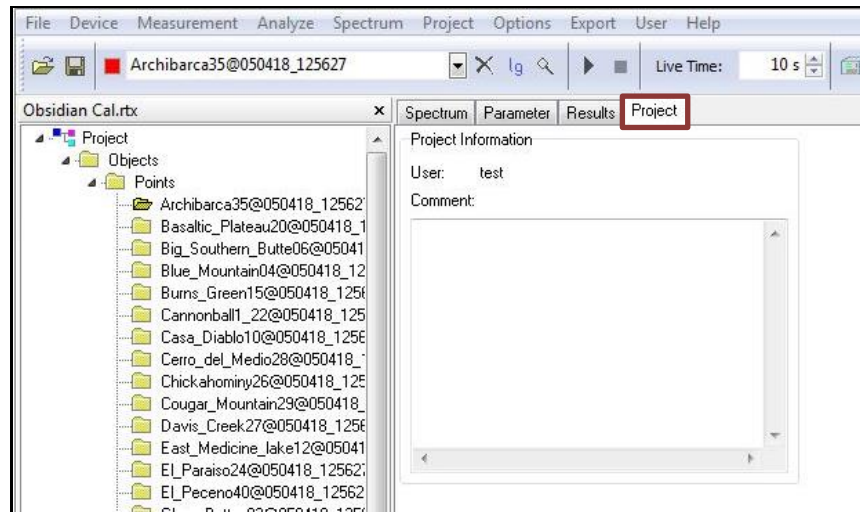 File Device Measurement Analyze Spectrum Project Options Export User Help
Archibarca35@050418_125627 lg Live Time: 10 s
Obsidian Cal.rtx x
Spectrum Parameter Results Project
Project
Objects
Points
Archibarca35@050418_12562
Basaltic_Plateau20@050418_1
Big_Southern_Butte06@05041
Blue_Mountain04@050418_12
Burns_Green15@050418_1256
Cannonball1_22@050418_125
Casa_Diablo10@050418_1256
Cerro_del_Medio28@050418_
Chickahominy26@050418_125
Cougar_Mountain29@050418_
Davis_Creek27@050418_1256
East_Medicine_lake12@05041
El_Paraiso24@050418_125627
El_Peceno40@050418_12562
Project Information
User: test
Comment: